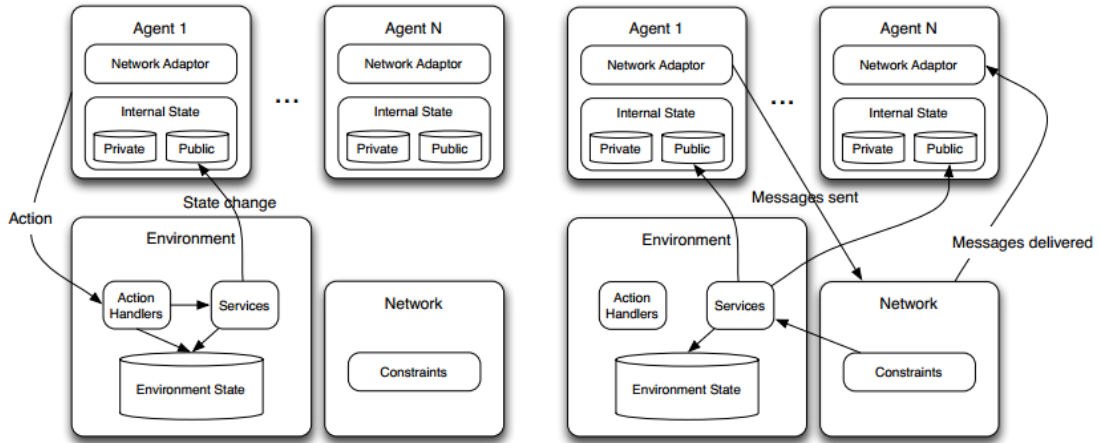 Agent 1
Network Adaptor
Internal State
Private
Public
...
Agent N
Network Adaptor
Internal State
Private
Public
Action
State change
Environment
Action
Handlers
Services
Environment State
Network
Constraints
Agent 1
Network Adaptor
Internal State
Private
Public
...
Agent N
Network Adaptor
Internal State
Private
Public
Messages sent
Messages delivered
Environment
Action
Handlers
Services
Environment State
Network
Constraints